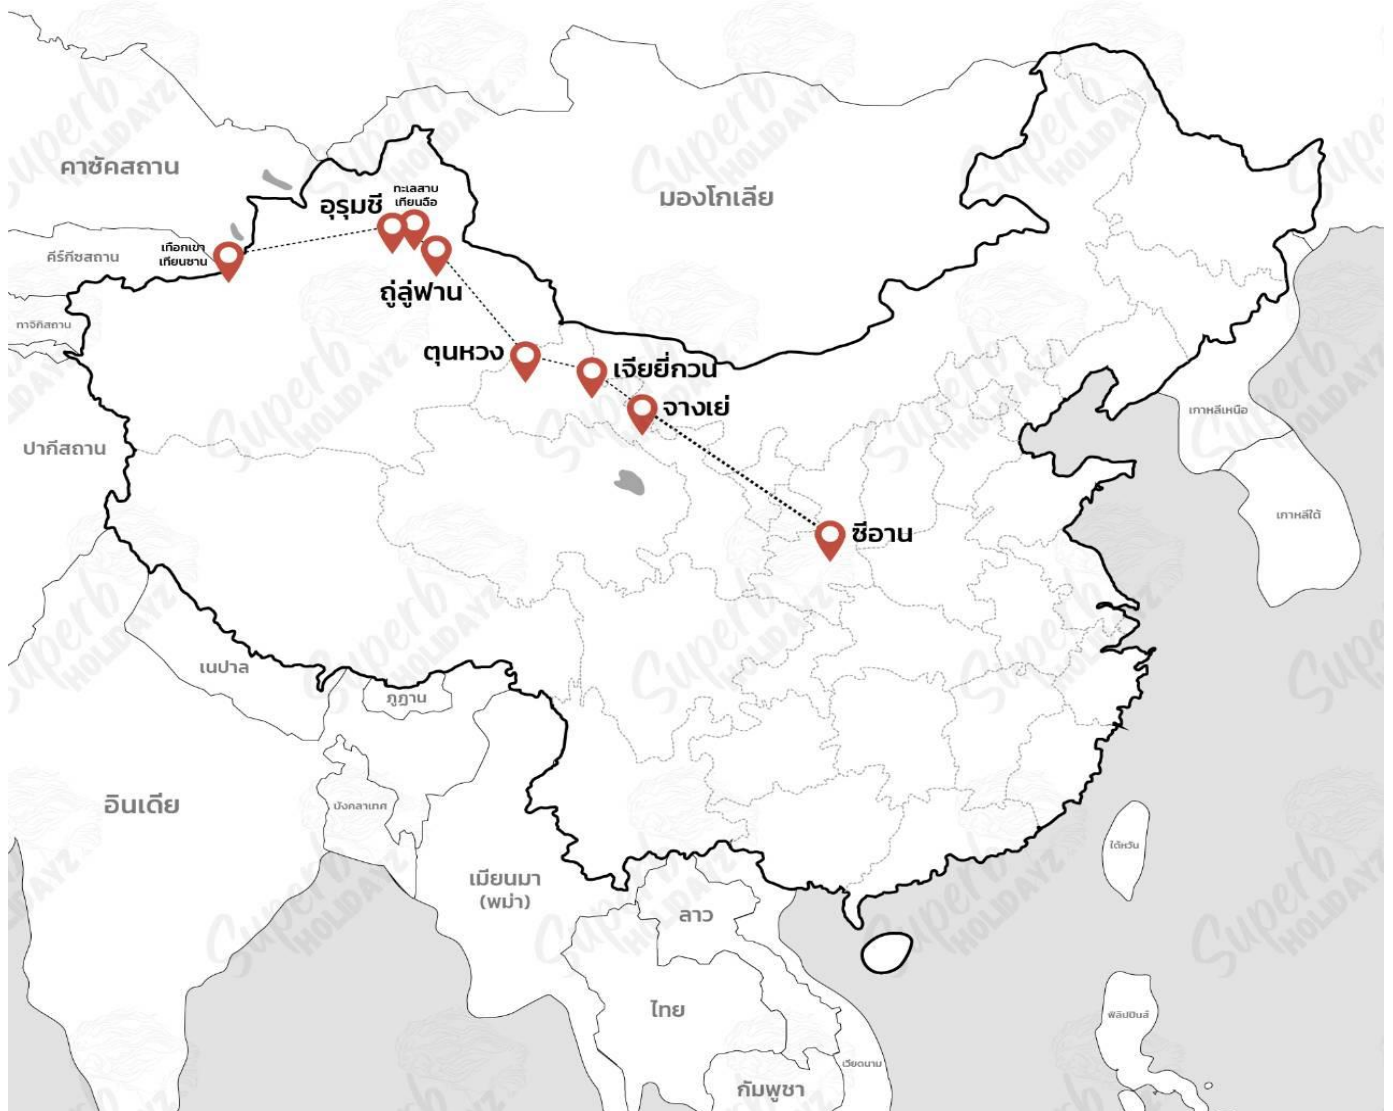 คาซัคสถาน
มองโกเลีย
ทะเลสาบ
เทียนฉือ
อุรุมชี
เทือกเขา
เทียนซาน
คีร์กีซสถาน
ถู่ลู่ฟาน
ทาจิกิสถาน
ตุนหวง
เจียยี่กวน
จางเย่
เกาหลีเหนือ
ปากีสถาน
เกาหลีใต้
ซีอาน
เนปาล
ภูฏาน
อินเดีย
บังคลาเทศ
ไต้หวัน
เมียนมา
(พม่า)
ลาว
ไทย
ฟิลิปปินส์
เวียดนาม
กัมพูชา
Superb
HOLIDAYZ